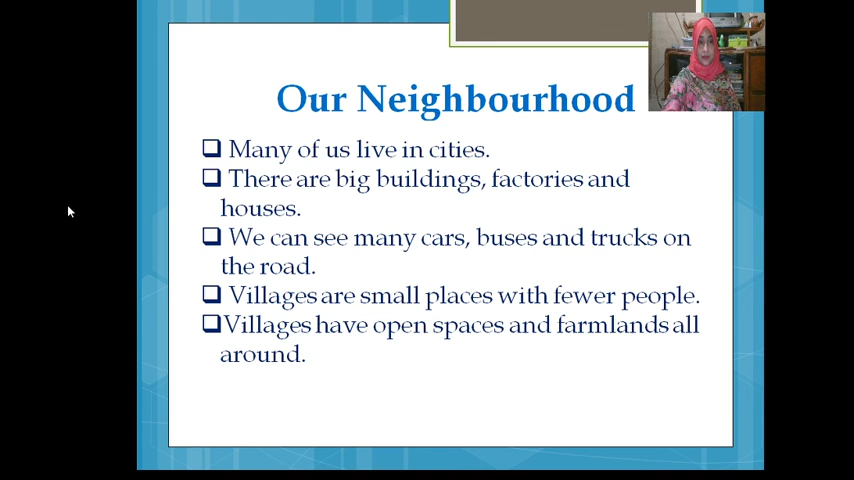 Our Neighbourhood
❑ Many of us live in cities.
❑ There are big buildings, factories and
houses.
❑ We can see many cars, buses and trucks on
the road.
❑ Villages are small places with fewer people.
❑Villages have open spaces and farmlands all
around.